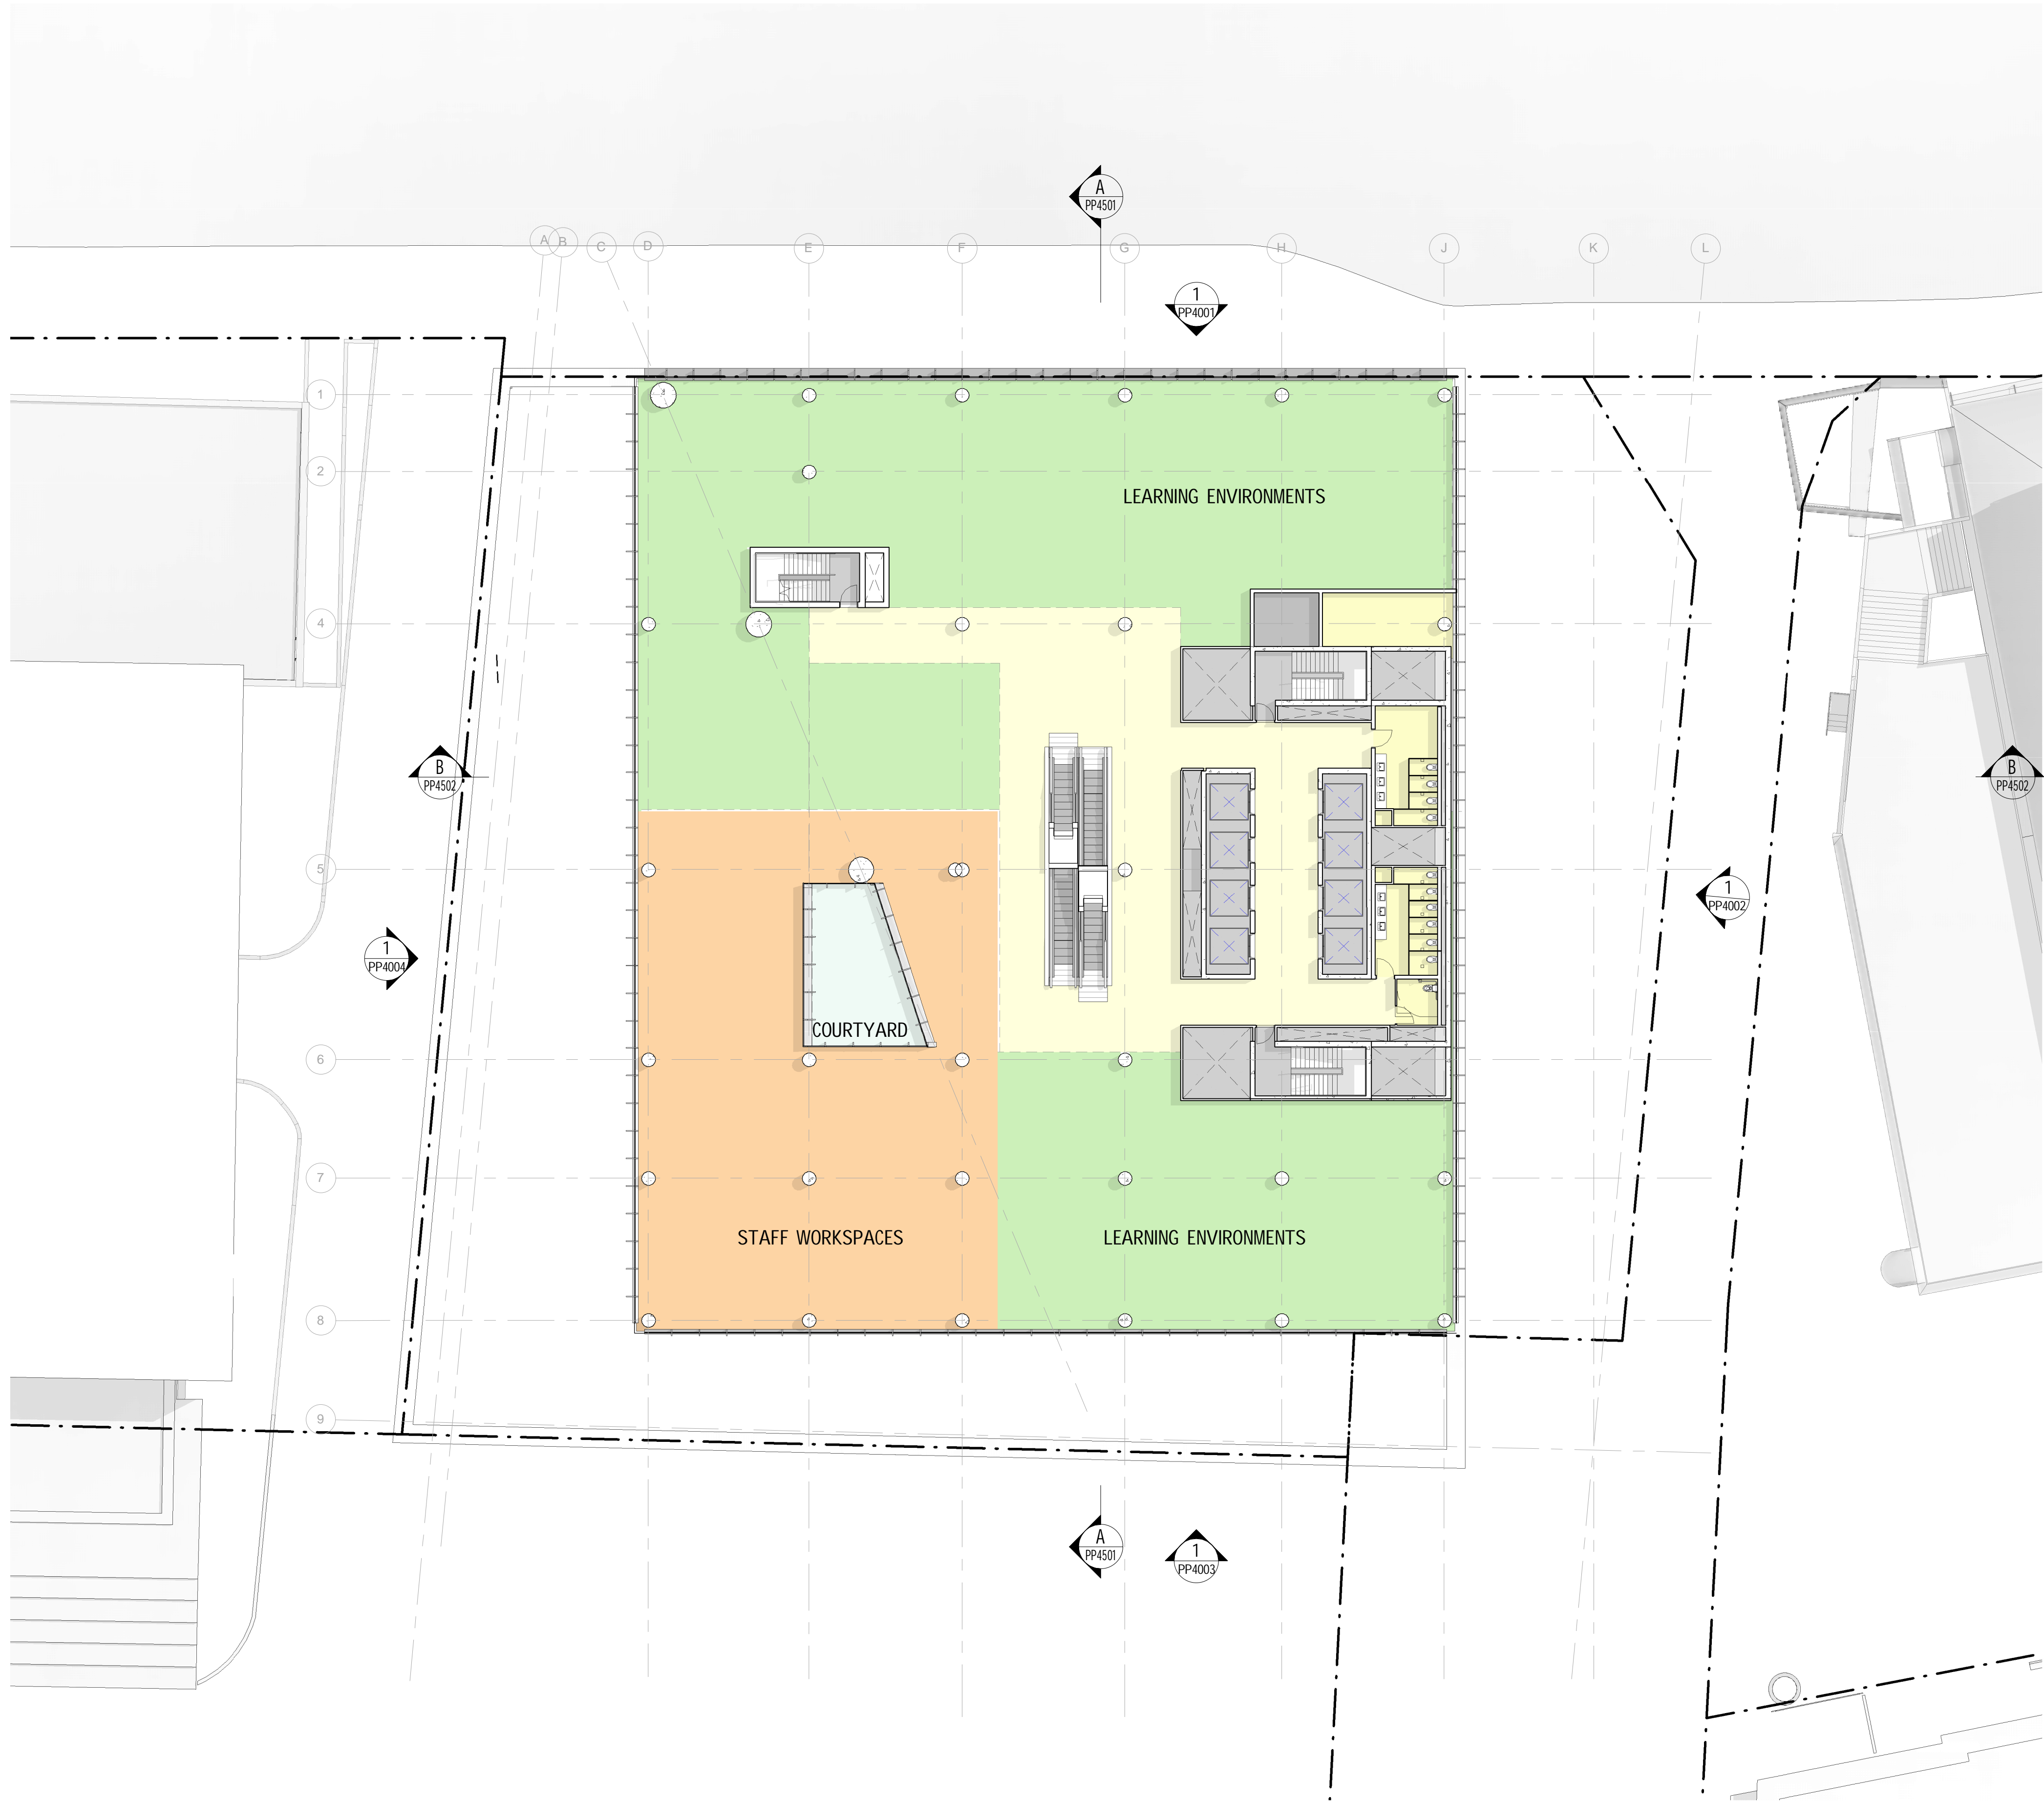 A
PP4501
A
B
C
D
E
F
G
H
J
K
L
1
PP4001
1
2
LEARNING ENVIRONMENTS
4
B
PP4502
B
PP4502
5
1
PP4002
1
PP4004
COURTYARD
6
7
STAFF WORKSPACES
LEARNING ENVIRONMENTS
8
9
A
PP4501
1
PP4003